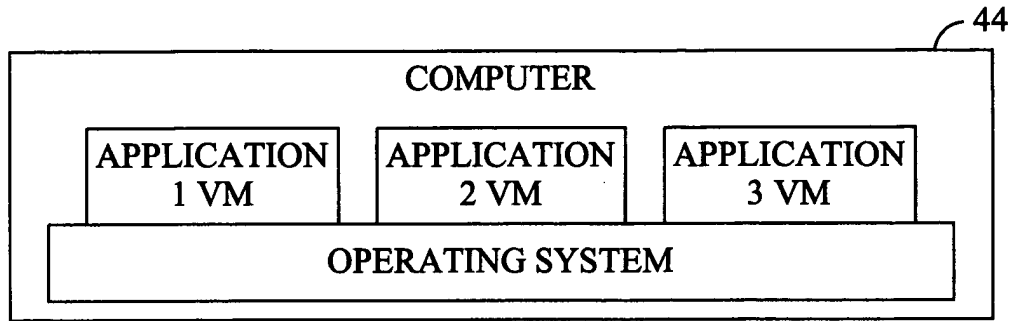 44
COMPUTER
APPLICATION
1 VM
APPLICATION
2 VM
APPLICATION
3 VM
OPERATING SYSTEM